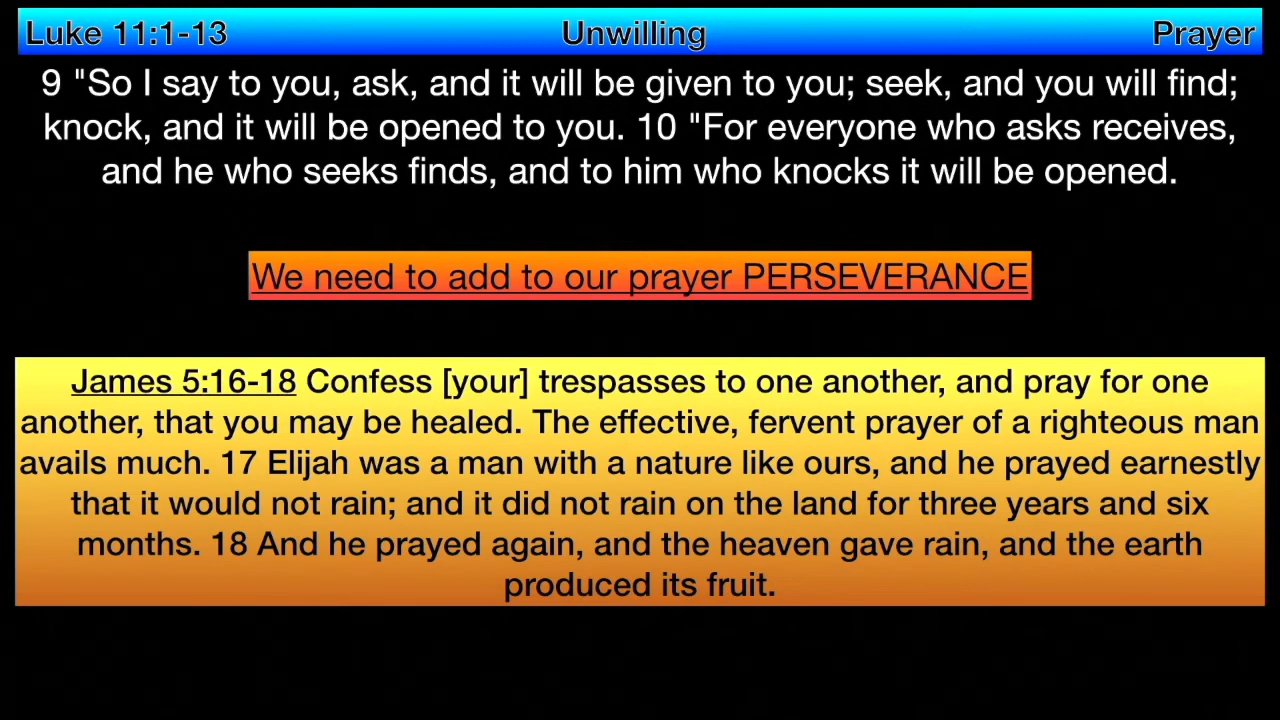 Luke 11:1-13 Unwilling Prayer
9 "So I say to you, ask, and it will be given to you; seek, and you will find;
knock, and it will be opened to you. 10 "For everyone who asks receives,
and he who seeks finds, and to him who knocks it will be opened.
We need to add to our prayer PERSEVERANCE
James 5:16-18 Confess [your] trespasses to one another, and pray for one
another, that you may be healed. The effective, fervent prayer of a righteous man
avails much. 17 Elijah was a man with a nature like ours, and he prayed earnestly
that it would not rain; and it did not rain on the land for three years and six
months. 18 And he prayed again, and the heaven gave rain, and the earth
produced its fruit.